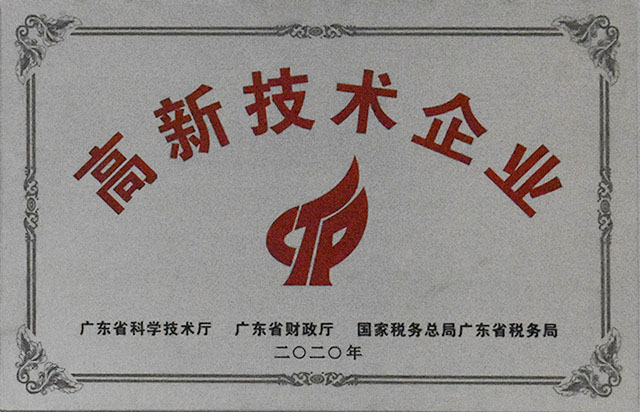 高新技术企业
广东省科学技术厅 广东省财政厅 国家税务总局广东省税务局
二〇二〇年